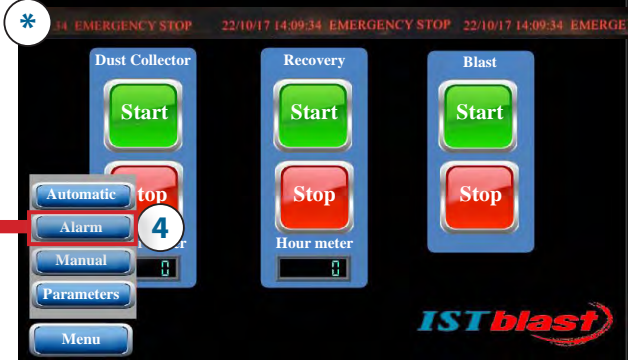 * 34 EMERGENCY STOP 22/10/17 14:09:34 EMERGENCY STOP 22/10/17 14:09:34 EMERGE
Dust Collector Recovery Blast
Start Start Start
Automatic top Stop Stop
Alarm 4
er Hour meter
Manual
0 0
Parameters
ISTblast
Menu